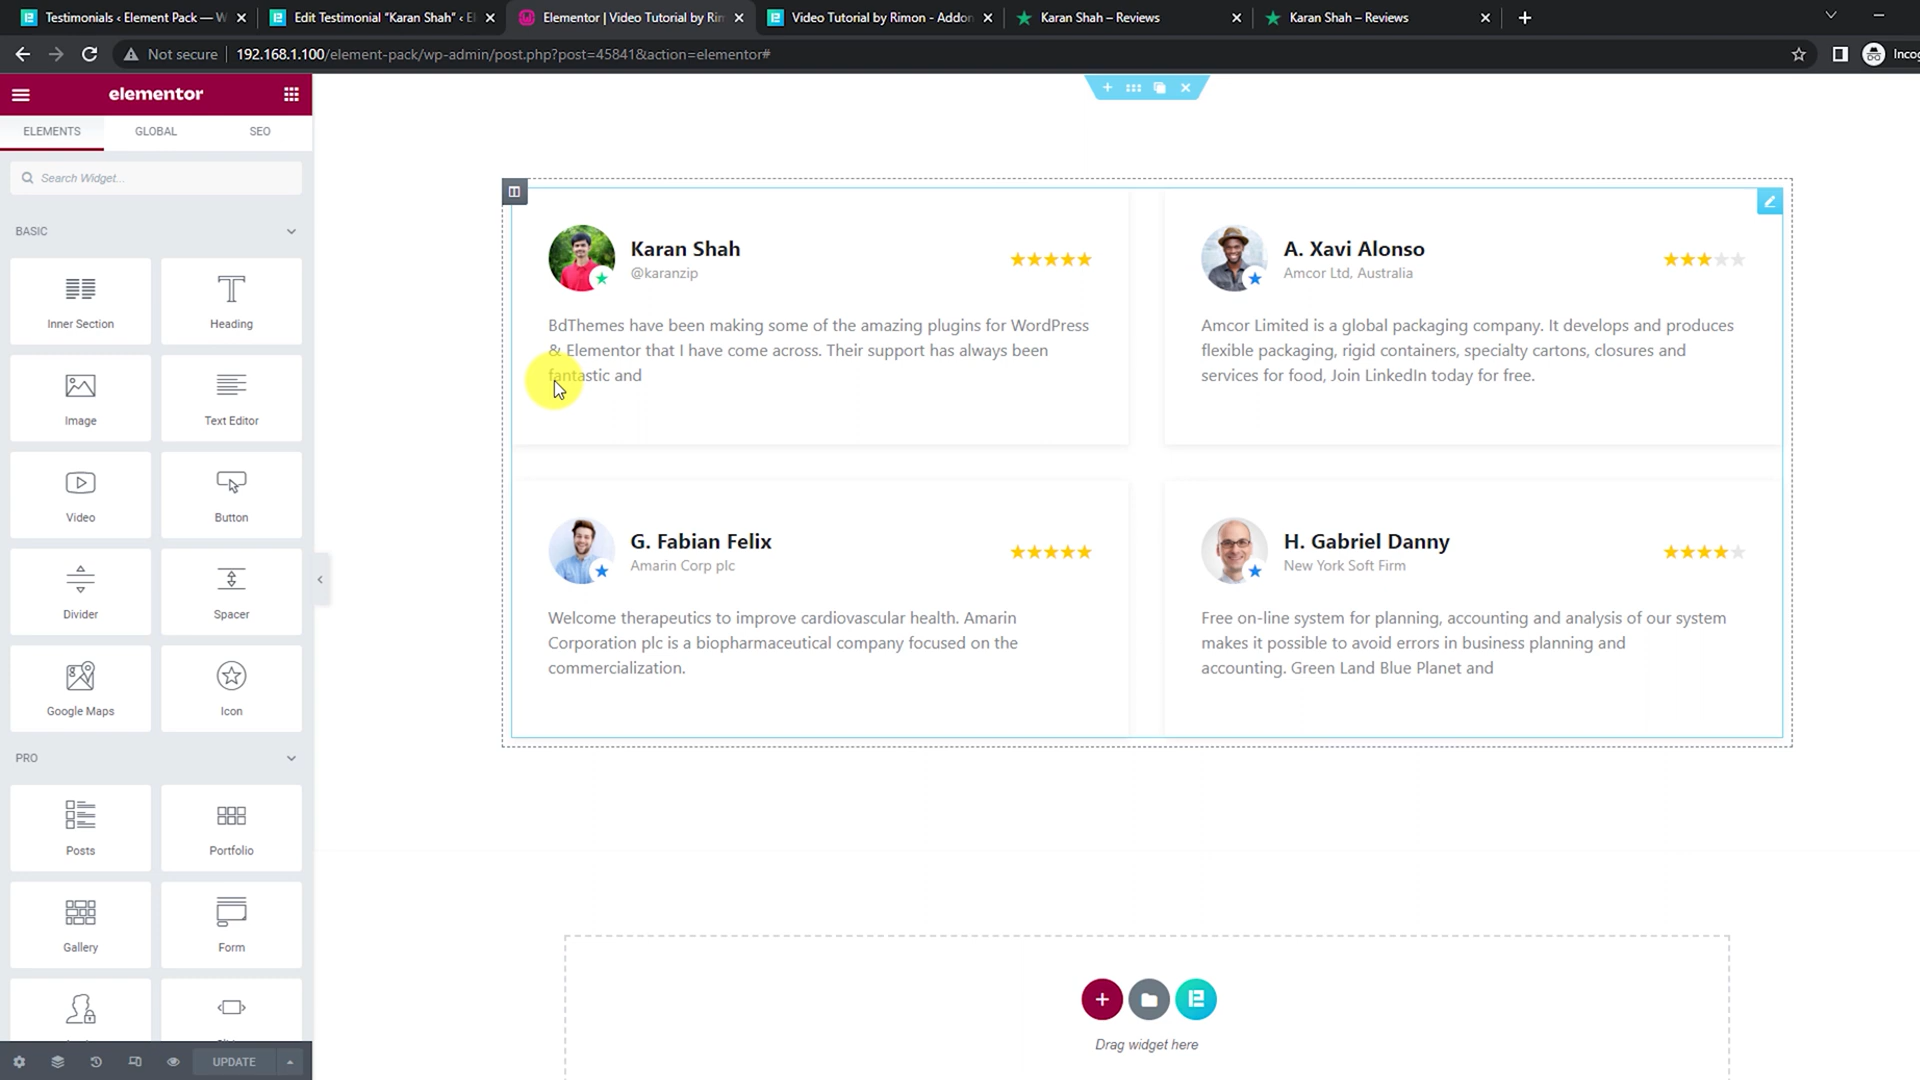 Testimonials ‹ Element Pack — W
Edit Testimonial "Karan Shah" ‹ El
Elementor | Video Tutorial by Rim
Video Tutorial by Rimon - Addon
Karan Shah – Reviews
Karan Shah – Reviews
Not secure
192.168.1.100/element-pack/wp-admin/post.php?post=45841&action=elementor#
Incog
elementor
ELEMENTS
GLOBAL
SEO
Search Widget...
BASIC
Inner Section
Heading
Image
Text Editor
Video
Button
Divider
Spacer
Google Maps
Icon
PRO
Posts
Portfolio
Gallery
Form
UPDATE
Karan Shah
@karanzip
BdThemes have been making some of the amazing plugins for WordPress
& Elementor that I have come across. Their support has always been
fantastic and
A. Xavi Alonso
Amcor Ltd, Australia
Amcor Limited is a global packaging company. It develops and produces
flexible packaging, rigid containers, specialty cartons, closures and
services for food, Join LinkedIn today for free.
G. Fabian Felix
Amarin Corp plc
Welcome therapeutics to improve cardiovascular health. Amarin
Corporation plc is a biopharmaceutical company focused on the
commercialization.
H. Gabriel Danny
New York Soft Firm
Free on-line system for planning, accounting and analysis of our system
makes it possible to avoid errors in business planning and
accounting. Green Land Blue Planet and
Drag widget here